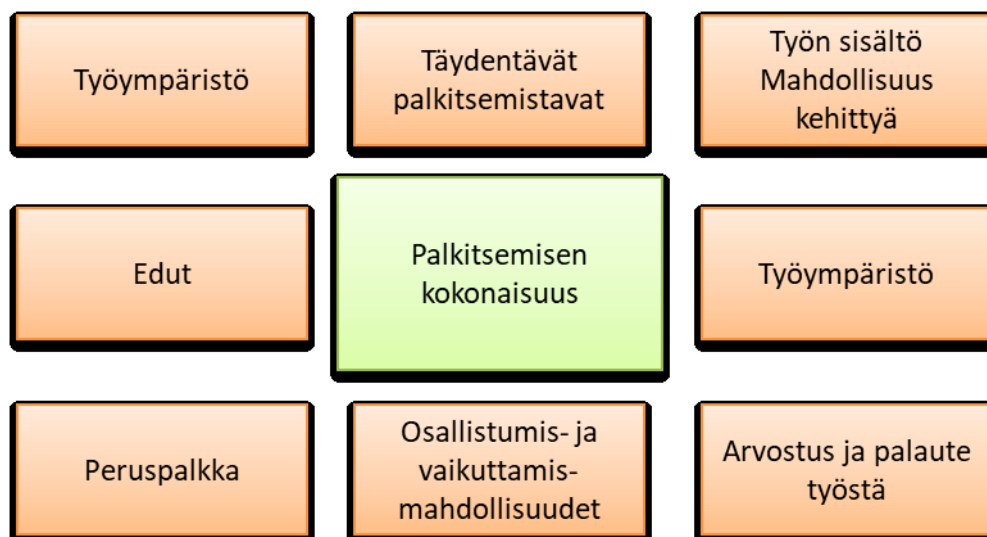 Työympäristö
Täydentävät
palkitsemistavat
Työn sisältö
Mahdollisuus
kehittyä
Edut
Palkitsemisen
kokonaisuus
Työympäristö
Peruspalkka
Osallistumis- ja
vaikuttamis-
mahdollisuudet
Arvostus ja palaute
työstä